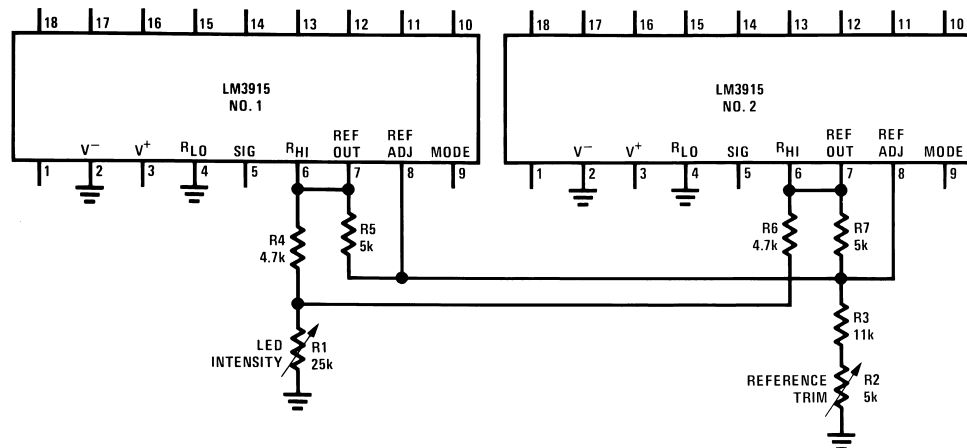 18 17 16 15 14 13 12 11 10
18 17 16 15 14 13 12 11 10
LM3915
NO. 1
LM3915
NO. 2
V− V+ RLO SIG RHI REF OUT REF ADJ MODE
V− V+ RLO SIG RHI REF OUT REF ADJ MODE
1 2 3 4 5 6 7 8 9
1 2 3 4 5 6 7 8 9
R4
4.7k
R5
5k
R6
4.7k
R7
5k
LED
INTENSITY
R1
25k
R3
11k
REFERENCE
TRIM
R2
5k